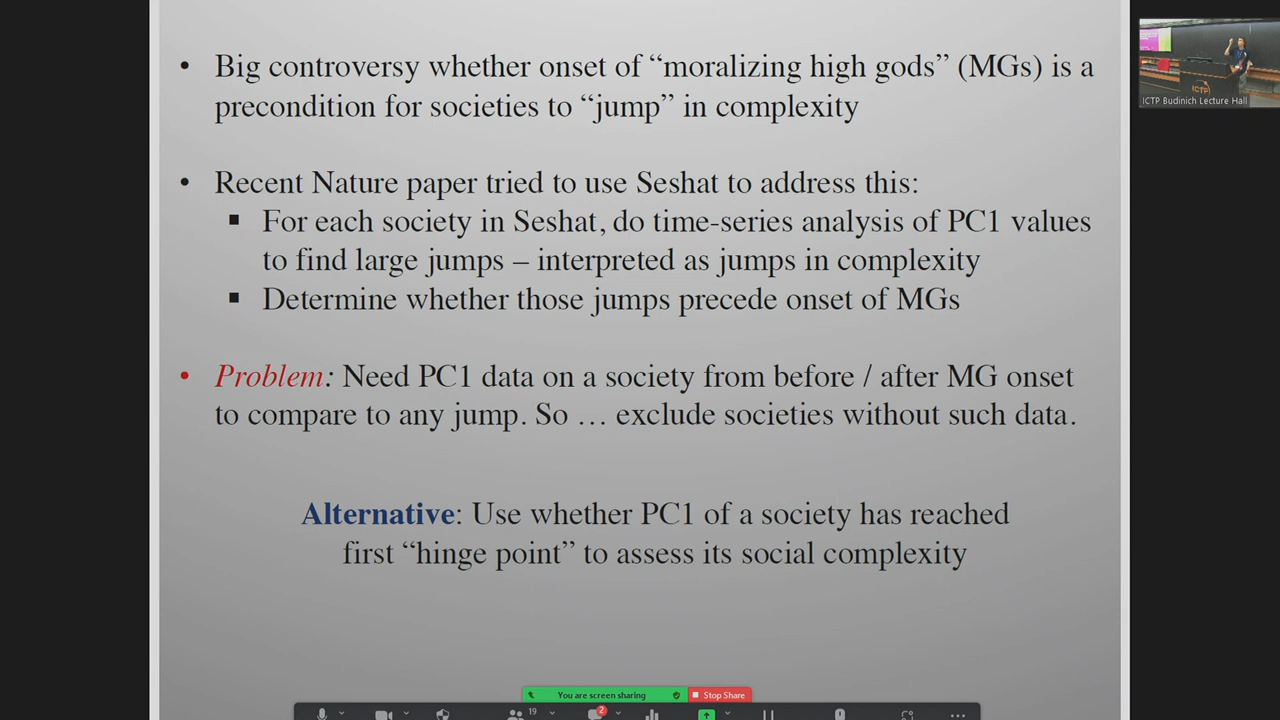 • Big controversy whether onset of “moralizing high gods” (MGs) is a
precondition for societies to “jump” in complexity
• Recent Nature paper tried to use Seshat to address this:
▪ For each society in Seshat, do time-series analysis of PC1 values
to find large jumps – interpreted as jumps in complexity
▪ Determine whether those jumps precede onset of MGs
• Problem: Need PC1 data on a society from before / after MG onset
to compare to any jump. So … exclude societies without such data.
Alternative: Use whether PC1 of a society has reached
first “hinge point” to assess its social complexity
ICTP
ICTP Budinich Lecture Hall
You are screen sharing
Stop Share
19
2